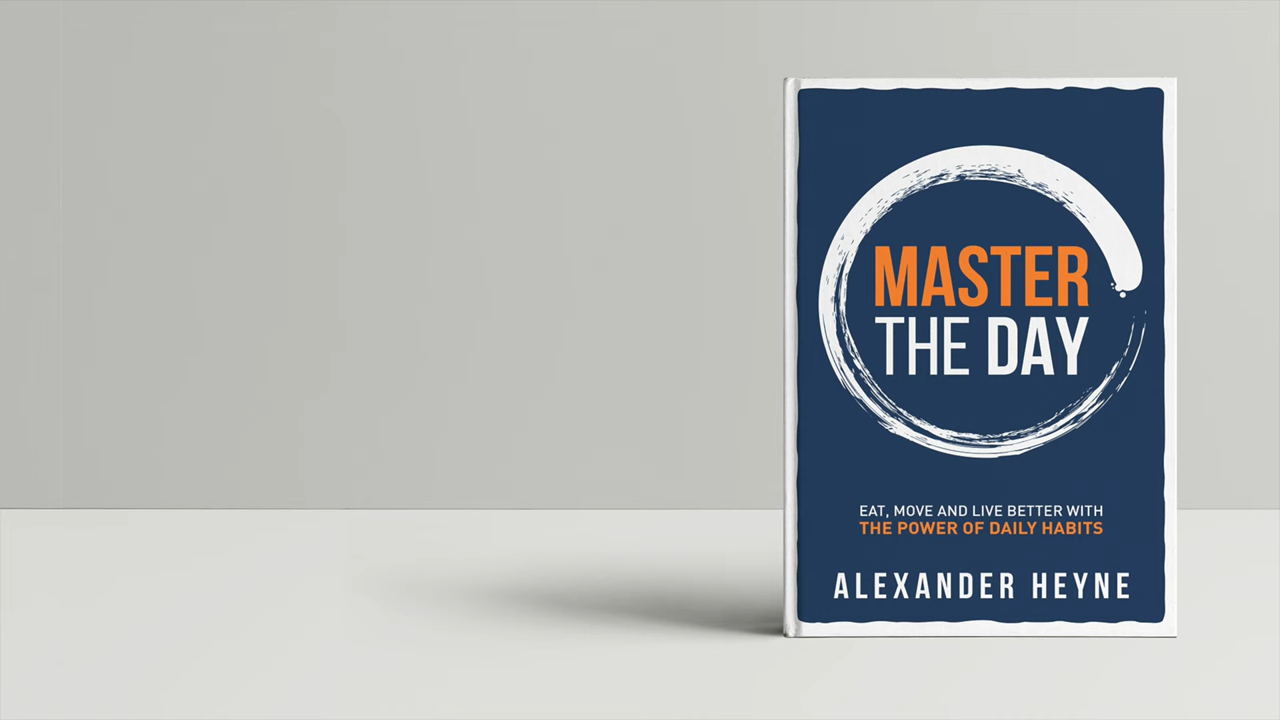 MASTER
THE DAY
EAT, MOVE AND LIVE BETTER WITH
THE POWER OF DAILY HABITS
ALEXANDER HEYNE